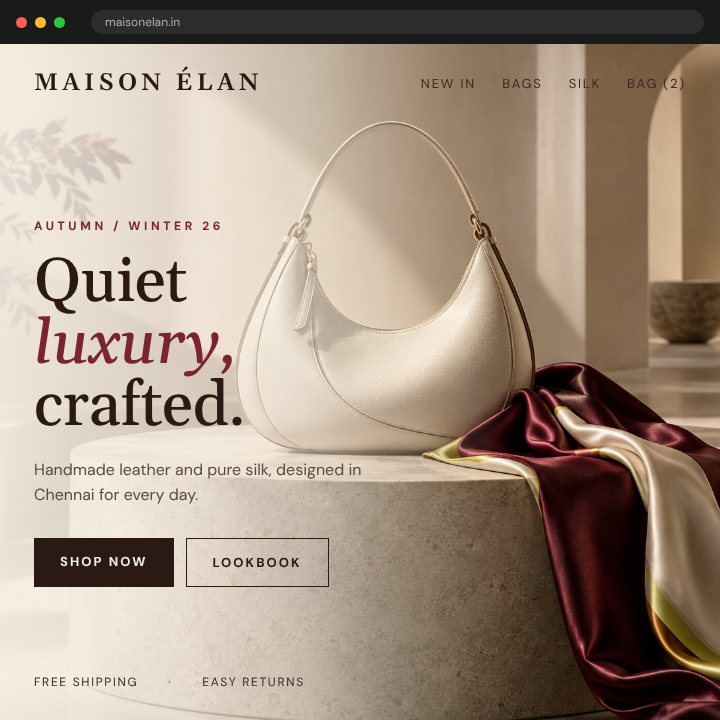 maisonelan.in
MAISON ÉLAN
NEW IN BAGS SILK BAG (2)
AUTUMN / WINTER 26
Quiet
luxury,
crafted.
Handmade leather and pure silk, designed in
Chennai for every day.
SHOP NOW LOOKBOOK
FREE SHIPPING · EASY RETURNS